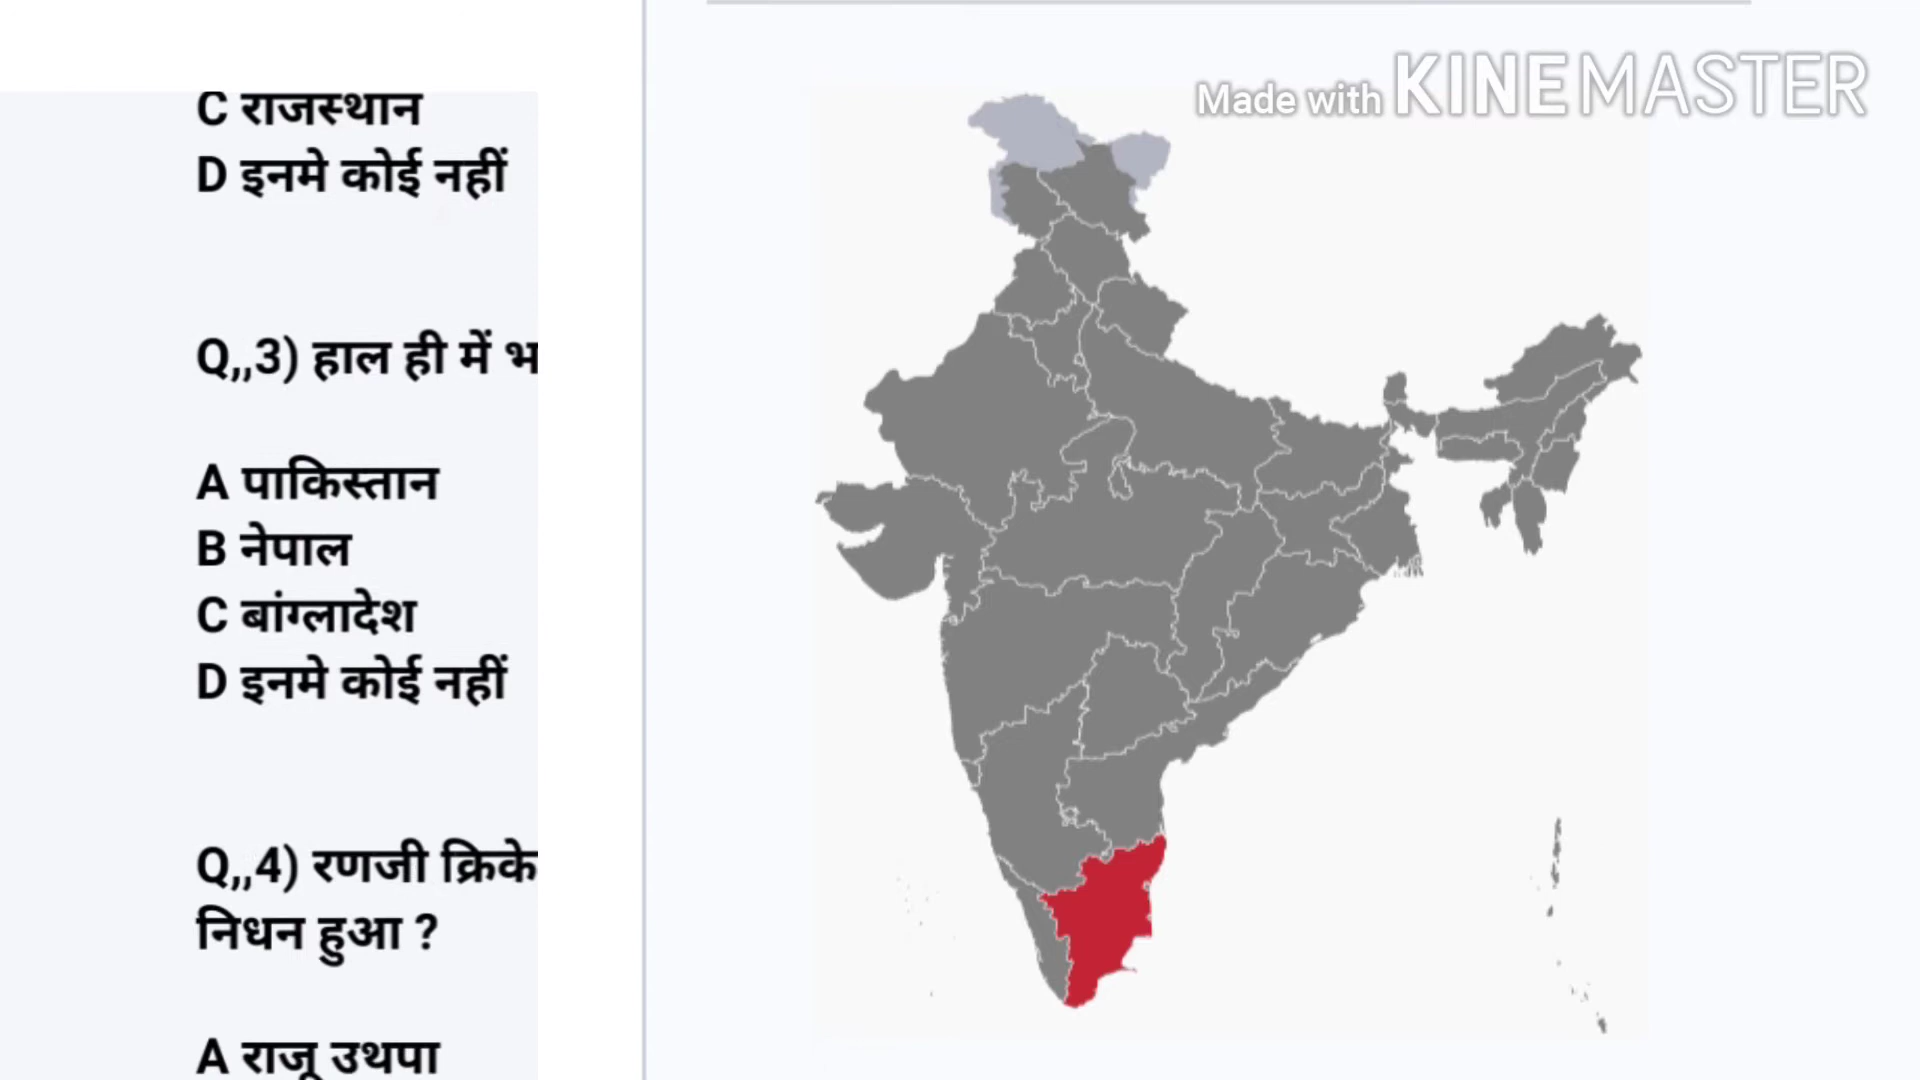 C राजस्थान
D इनमे कोई नहीं
Q,,3) हाल ही में
A पाकिस्तान
B नेपाल
C बांग्लादेश
D इनमे कोई नहीं
Q,,4) रणजी क्रिके
निधन हुआ ?
A राजू उथपा
Made with KINEMASTER